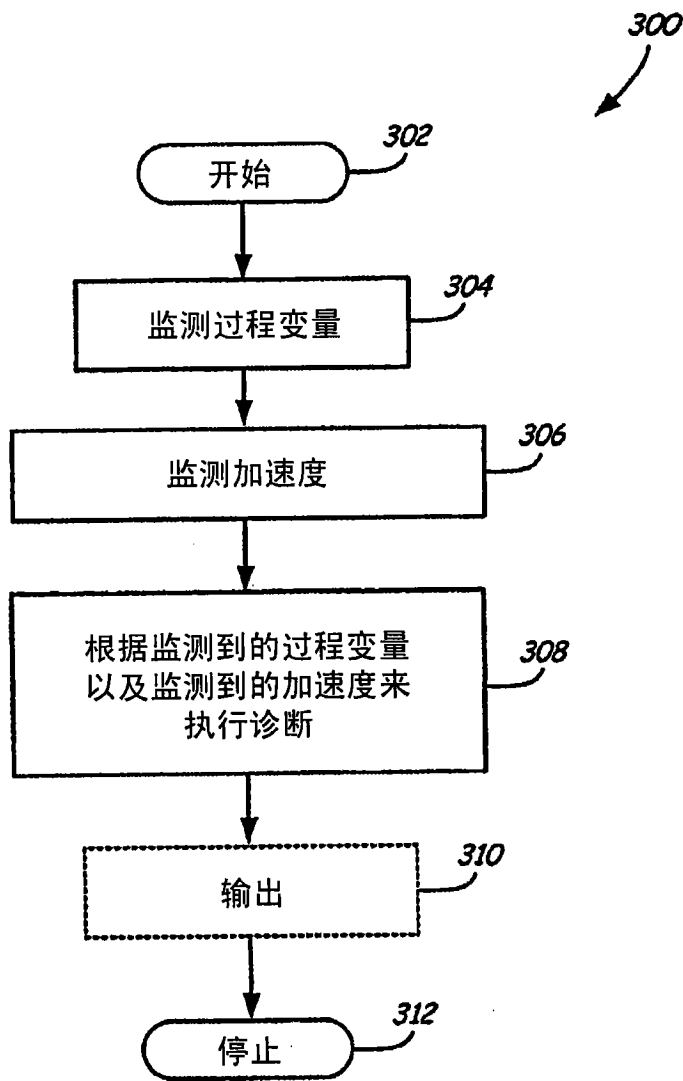 300
302
开始
304
监测过程变量
306
监测加速度
308
根据监测到的过程变量
以及监测到的加速度来
执行诊断
310
输出
312
停止